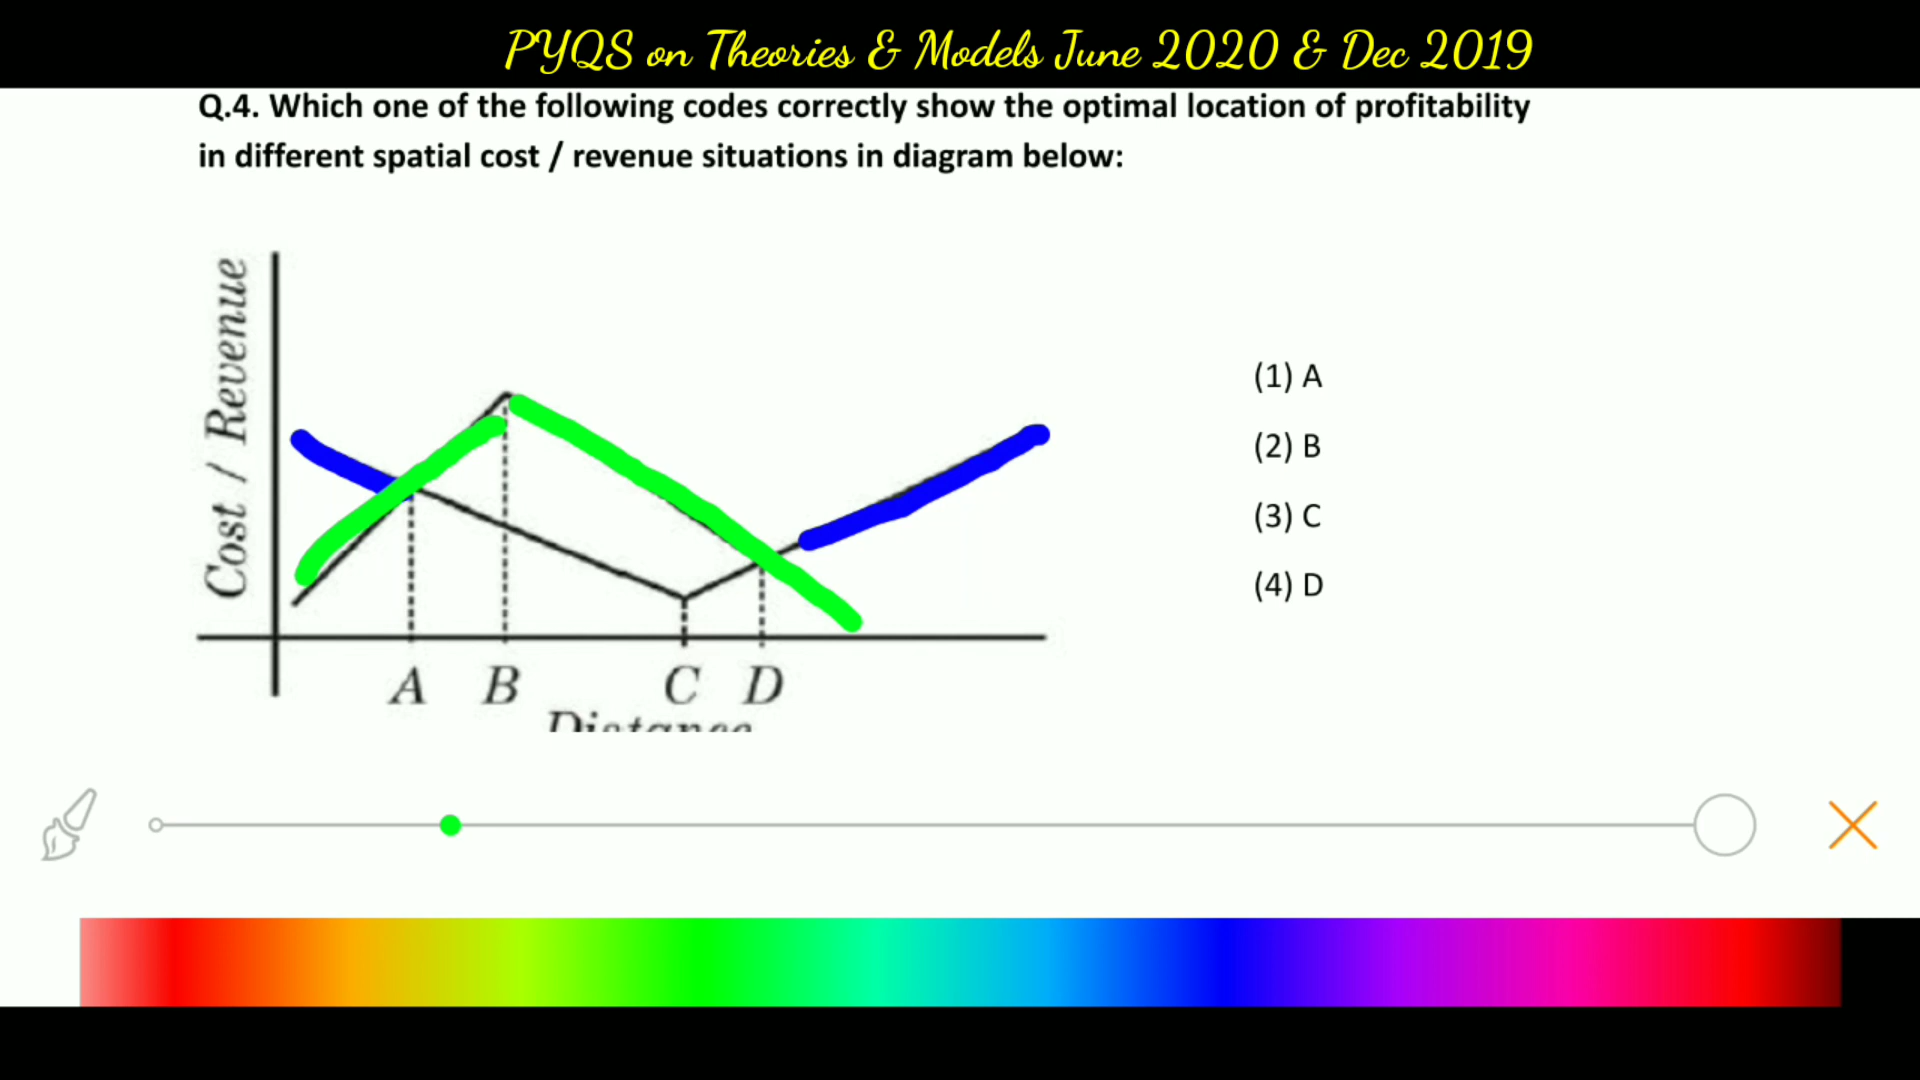 PYQS on Theories & Models June 2020 & Dec 2019
Q.4. Which one of the following codes correctly show the optimal location of profitability
in different spatial cost / revenue situations in diagram below:
Cost / Revenue
A B C D
Distance
(1) A
(2) B
(3) C
(4) D